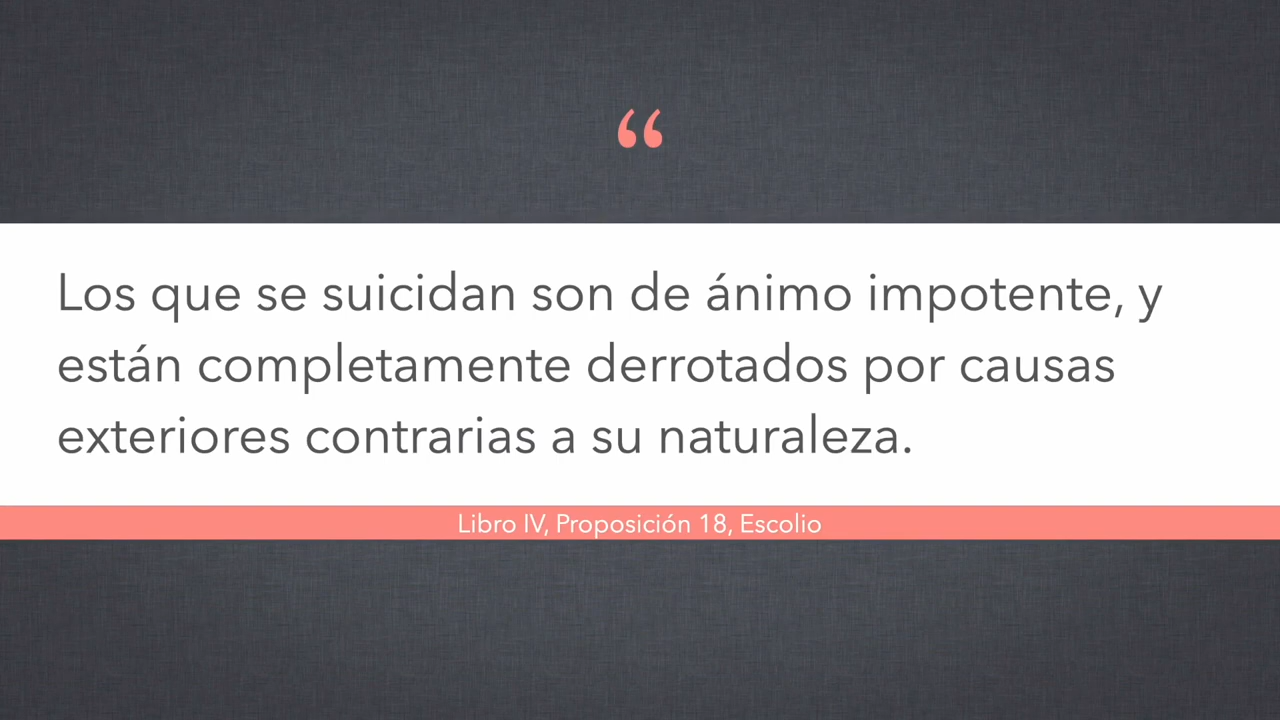 “
Los que se suicidan son de ánimo impotente, y
están completamente derrotados por causas
exteriores contrarias a su naturaleza.
Libro IV, Proposición 18, Escolio